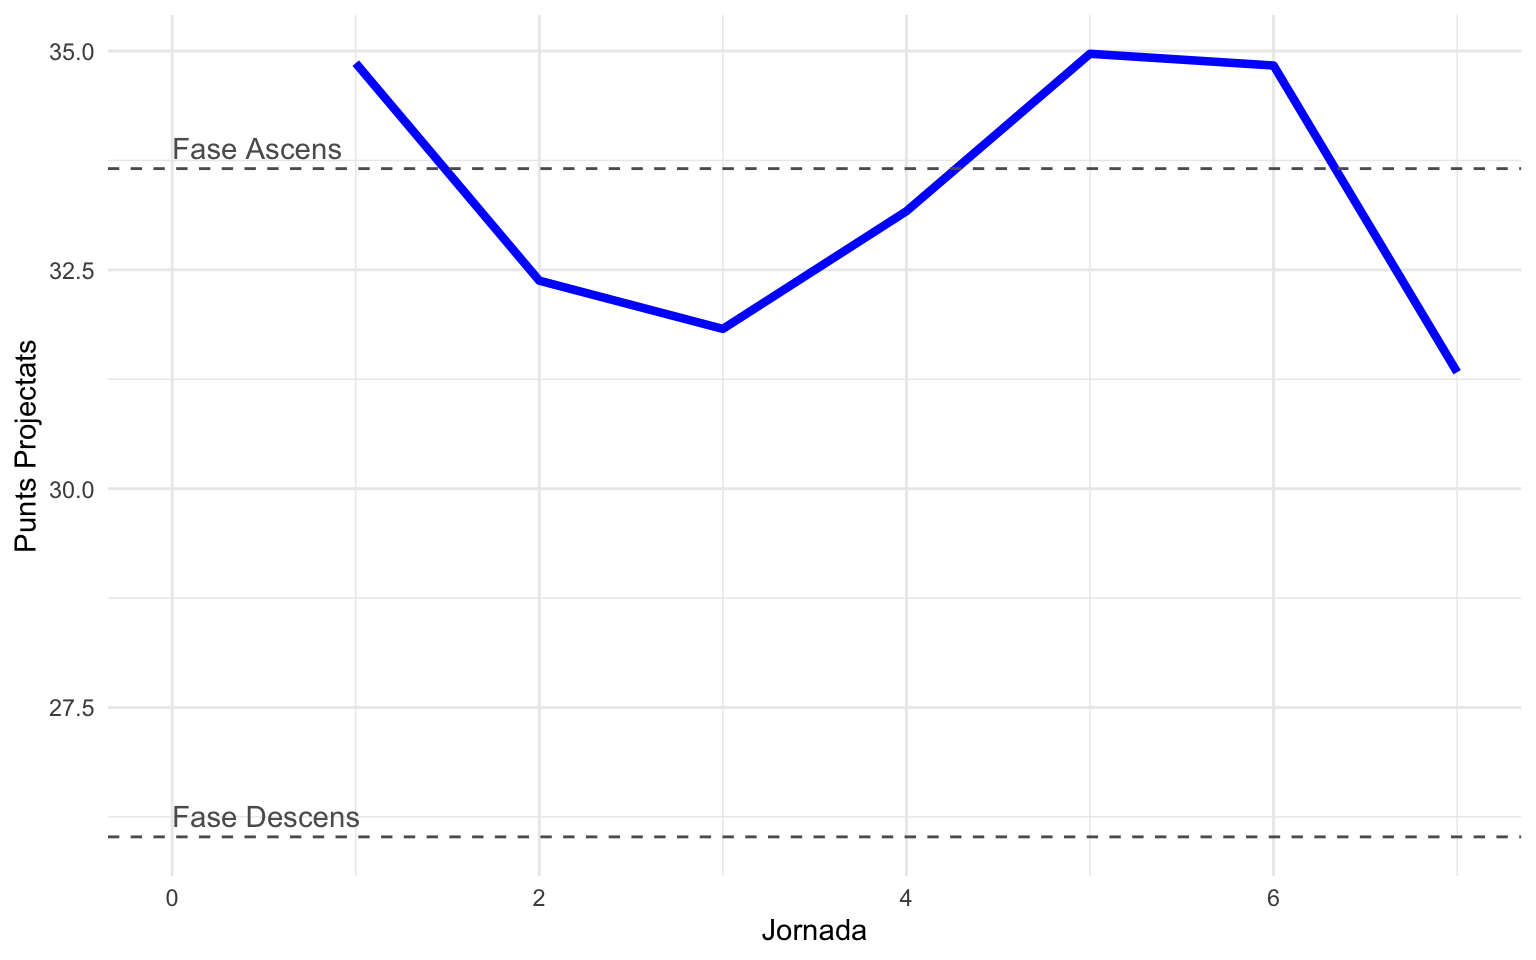 35.0
Fase Ascens
32.5
Punts Projectats
30.0
27.5
Fase Descens
0 2 4 6
Jornada